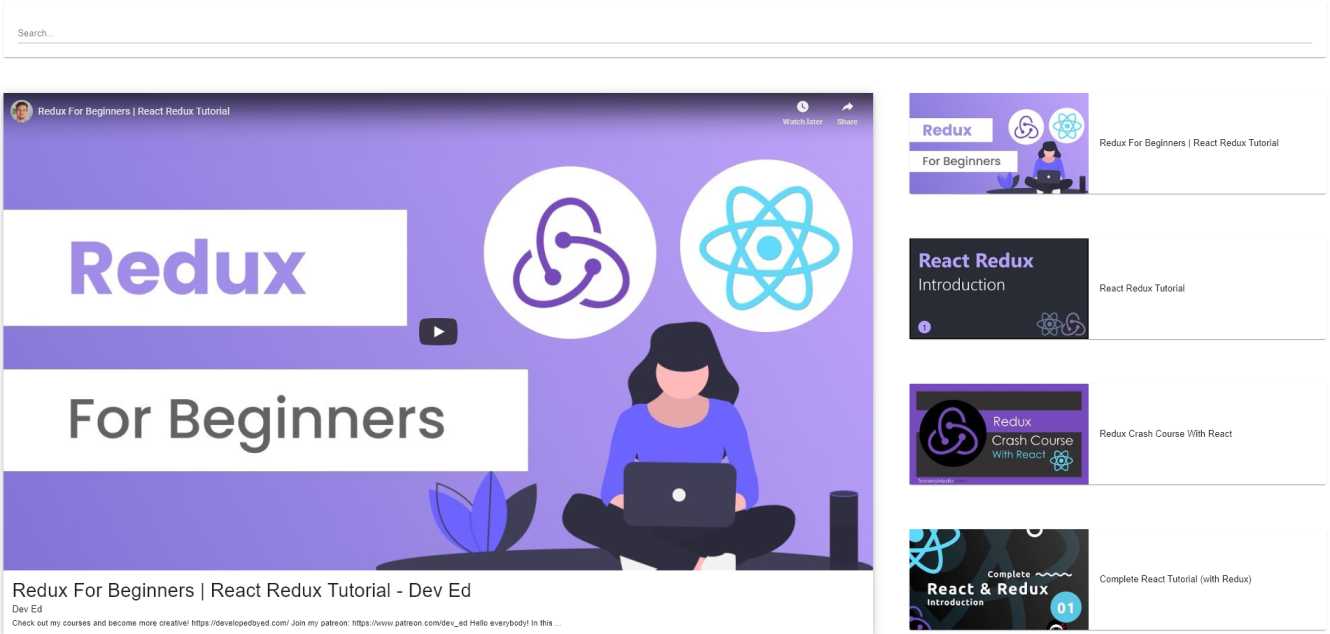 Search...
Redux For Beginners | React Redux Tutorial
Watch later
Share
Redux
For Beginners
Redux For Beginners | React Redux Tutorial - Dev Ed
Dev Ed
Check out my courses and become more creative! https://developedbyed.com/ Join my patreon: https://www.patreon.com/dev_ed Hello everybody! In this ...
Redux
For Beginners
Redux For Beginners | React Redux Tutorial
React Redux
Introduction
1
React Redux Tutorial
Redux
Crash Course
With React
Redux Crash Course With React
Complete
React & Redux
Introduction
01
Complete React Tutorial (with Redux)